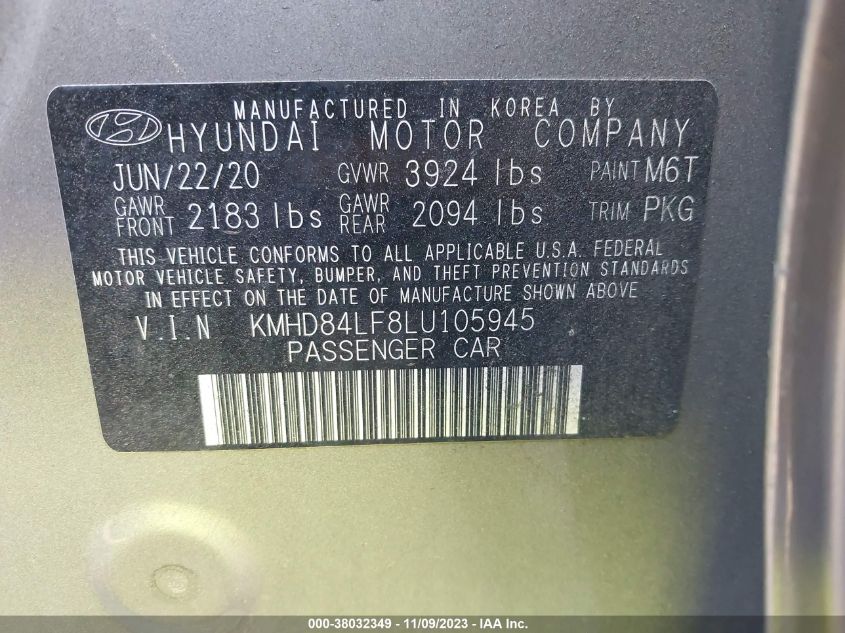 MANUFACTURED IN KOREA BY
HYUNDAI MOTOR COMPANY
JUN/22/20 GVWR 3924 lbs PAINT M6T
GAWR FRONT 2183 lbs GAWR REAR 2094 lbs TRIM PKG
THIS VEHICLE CONFORMS TO ALL APPLICABLE U.S.A. FEDERAL
MOTOR VEHICLE SAFETY, BUMPER, AND THEFT PREVENTION STANDARDS
IN EFFECT ON THE DATE OF MANUFACTURE SHOWN ABOVE
V.I.N KMHD84LF8LU105945
PASSENGER CAR
000-38032349 - 11/09/2023 - IAA Inc.